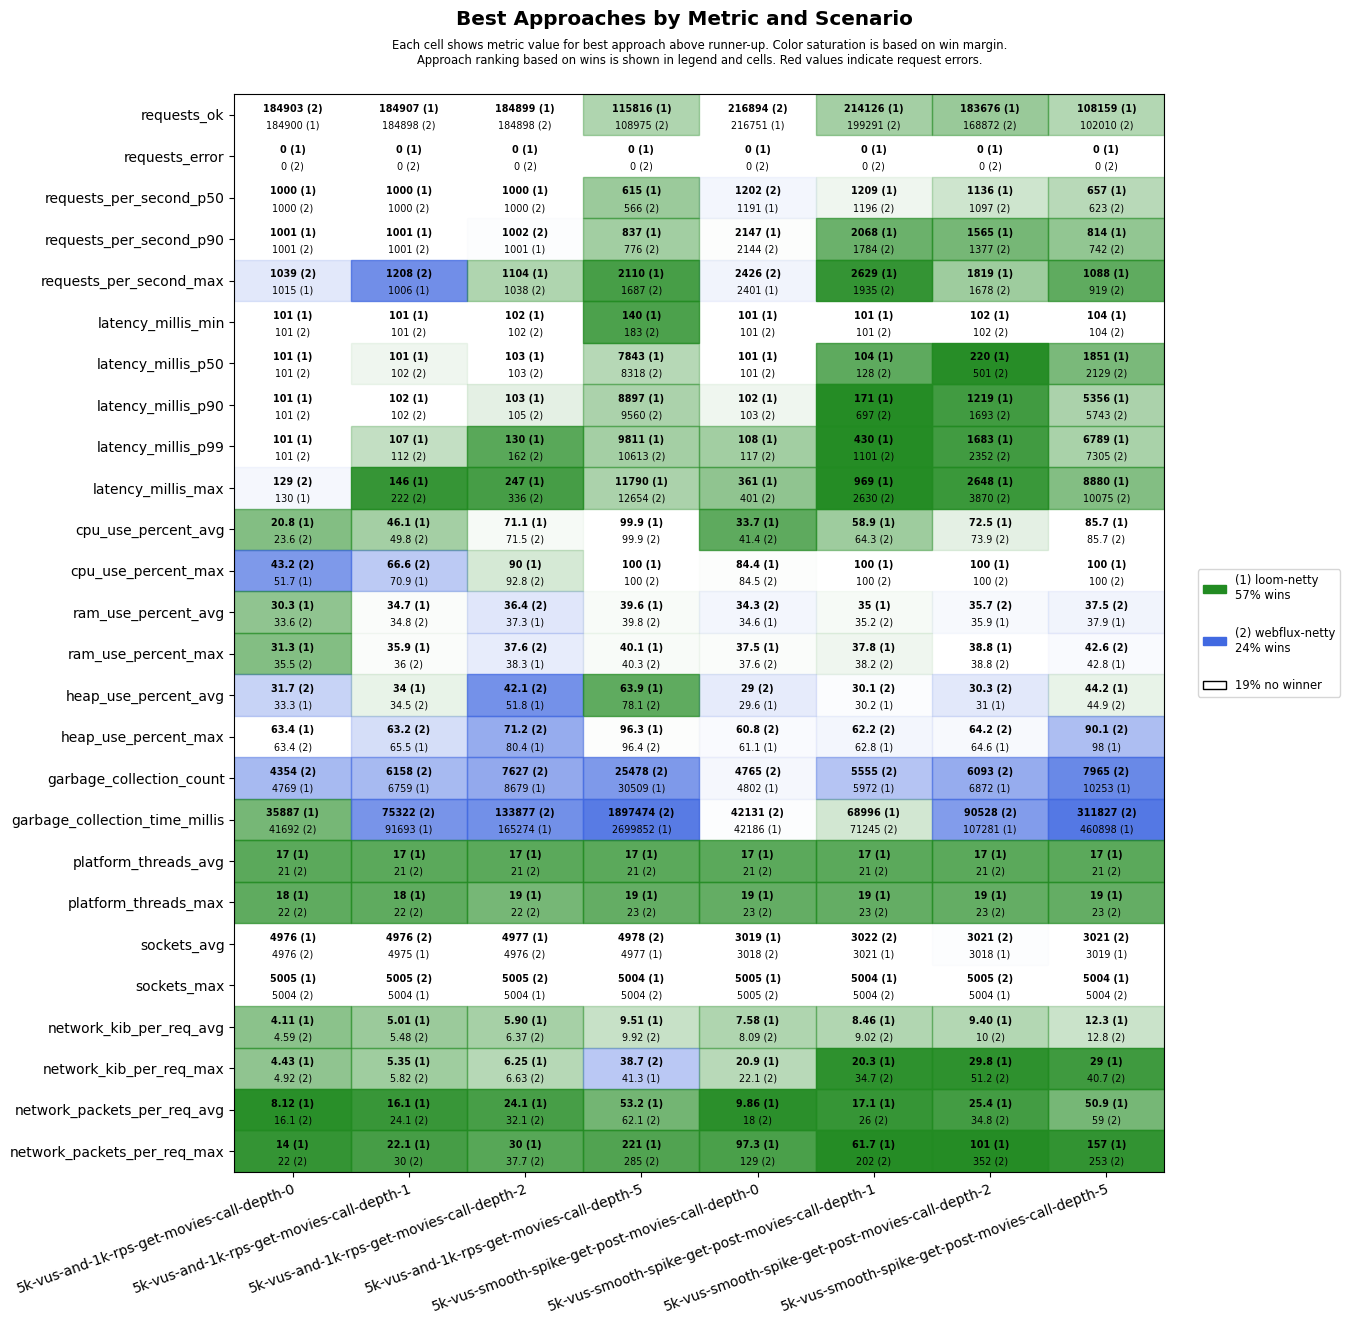 Best Approaches by Metric and Scenario
Each cell shows metric value for best approach above runner-up. Color saturation is based on win margin.
Approach ranking based on wins is shown in legend and cells. Red values indicate request errors.
184903 (2) 184907 (1) 184899 (1) 115816 (1) 216894 (2) 214126 (1) 183676 (1) 108159 (1)
requests_ok
184900 (1) 184898 (2) 184898 (2) 108975 (2) 216751 (1) 199291 (2) 168872 (2) 102010 (2)
0 (1) 0 (1) 0 (1) 0 (1) 0 (1) 0 (1) 0 (1) 0 (1)
requests_error
0 (2) 0 (2) 0 (2) 0 (2) 0 (2) 0 (2) 0 (2) 0 (2)
1000 (1) 1000 (1) 1000 (1) 615 (1) 1202 (2) 1209 (1) 1136 (1) 657 (1)
requests_per_second_p50
1000 (2) 1000 (2) 1000 (2) 566 (2) 1191 (1) 1196 (2) 1097 (2) 623 (2)
1001 (1) 1001 (1) 1002 (2) 837 (1) 2147 (1) 2068 (1) 1565 (1) 814 (1)
requests_per_second_p90
1001 (2) 1001 (2) 1001 (1) 776 (2) 2144 (2) 1784 (2) 1377 (2) 742 (2)
1039 (2) 1208 (2) 1104 (1) 2110 (1) 2426 (2) 2629 (1) 1819 (1) 1088 (1)
requests_per_second_max
1015 (1) 1006 (1) 1038 (2) 1687 (2) 2401 (1) 1935 (2) 1678 (2) 919 (2)
101 (1) 101 (1) 102 (1) 140 (1) 101 (1) 101 (1) 102 (1) 104 (1)
latency_millis_min
101 (2) 101 (2) 102 (2) 183 (2) 101 (2) 101 (2) 102 (2) 104 (2)
101 (1) 101 (1) 103 (1) 7843 (1) 101 (1) 104 (1) 220 (1) 1851 (1)
latency_millis_p50
101 (2) 102 (2) 103 (2) 8318 (2) 101 (2) 128 (2) 501 (2) 2129 (2)
101 (1) 102 (1) 103 (1) 8897 (1) 102 (1) 171 (1) 1219 (1) 5356 (1)
latency_millis_p90
101 (2) 102 (2) 105 (2) 9560 (2) 103 (2) 697 (2) 1693 (2) 5743 (2)
101 (1) 107 (1) 130 (1) 9811 (1) 108 (1) 430 (1) 1683 (1) 6789 (1)
latency_millis_p99
101 (2) 112 (2) 162 (2) 10613 (2) 117 (2) 1101 (2) 2352 (2) 7305 (2)
129 (2) 146 (1) 247 (1) 11790 (1) 361 (1) 969 (1) 2648 (1) 8880 (1)
latency_millis_max
130 (1) 222 (2) 336 (2) 12654 (2) 401 (2) 2630 (2) 3870 (2) 10075 (2)
20.8 (1) 46.1 (1) 71.1 (1) 99.9 (1) 33.7 (1) 58.9 (1) 72.5 (1) 85.7 (1)
cpu_use_percent_avg
23.6 (2) 49.8 (2) 71.5 (2) 99.9 (2) 41.4 (2) 64.3 (2) 73.9 (2) 85.7 (2)
43.2 (2) 66.6 (2) 90 (1) 100 (1) 84.4 (1) 100 (1) 100 (1) 100 (1)
cpu_use_percent_max
51.7 (1) 70.9 (1) 92.8 (2) 100 (2) 84.5 (2) 100 (2) 100 (2) 100 (2)
30.3 (1) 34.7 (1) 36.4 (2) 39.6 (1) 34.3 (2) 35 (1) 35.7 (2) 37.5 (2)
ram_use_percent_avg
33.6 (2) 34.8 (2) 37.3 (1) 39.8 (2) 34.6 (1) 35.2 (2) 35.9 (1) 37.9 (1)
31.3 (1) 35.9 (1) 37.6 (2) 40.1 (1) 37.5 (1) 37.8 (1) 38.8 (1) 42.6 (2)
ram_use_percent_max
35.5 (2) 36 (2) 38.3 (1) 40.3 (2) 37.6 (2) 38.2 (2) 38.8 (2) 42.8 (1)
31.7 (2) 34 (1) 42.1 (2) 63.9 (1) 29 (2) 30.1 (2) 30.3 (2) 44.2 (1)
heap_use_percent_avg
33.3 (1) 34.5 (2) 51.8 (1) 78.1 (2) 29.6 (1) 30.2 (1) 31 (1) 44.9 (2)
63.4 (1) 63.2 (2) 71.2 (2) 96.3 (1) 60.8 (2) 62.2 (2) 64.2 (2) 90.1 (2)
heap_use_percent_max
63.4 (2) 65.5 (1) 80.4 (1) 96.4 (2) 61.1 (1) 62.8 (1) 64.6 (1) 98 (1)
4354 (2) 6158 (2) 7627 (2) 25478 (2) 4765 (2) 5555 (2) 6093 (2) 7965 (2)
garbage_collection_count
4769 (1) 6759 (1) 8679 (1) 30509 (1) 4802 (1) 5972 (1) 6872 (1) 10253 (1)
35887 (1) 75322 (2) 133877 (2) 1897474 (2) 42131 (2) 68996 (1) 90528 (2) 311827 (2)
garbage_collection_time_millis
41692 (2) 91693 (1) 165274 (1) 2699852 (1) 42186 (1) 71245 (2) 107281 (1) 460898 (1)
17 (1) 17 (1) 17 (1) 17 (1) 17 (1) 17 (1) 17 (1) 17 (1)
platform_threads_avg
21 (2) 21 (2) 21 (2) 21 (2) 21 (2) 21 (2) 21 (2) 21 (2)
18 (1) 18 (1) 19 (1) 19 (1) 19 (1) 19 (1) 19 (1) 19 (1)
platform_threads_max
22 (2) 22 (2) 22 (2) 23 (2) 23 (2) 23 (2) 23 (2) 23 (2)
4976 (1) 4976 (2) 4977 (1) 4978 (2) 3019 (1) 3022 (2) 3021 (2) 3021 (2)
sockets_avg
4976 (2) 4975 (1) 4976 (2) 4977 (1) 3018 (2) 3021 (1) 3018 (1) 3019 (1)
5005 (1) 5005 (2) 5005 (2) 5004 (1) 5005 (1) 5004 (1) 5005 (2) 5004 (1)
sockets_max
5004 (2) 5004 (1) 5004 (1) 5004 (2) 5005 (2) 5004 (2) 5004 (1) 5004 (2)
4.11 (1) 5.01 (1) 5.90 (1) 9.51 (1) 7.58 (1) 8.46 (1) 9.40 (1) 12.3 (1)
network_kib_per_req_avg
4.59 (2) 5.48 (2) 6.37 (2) 9.92 (2) 8.09 (2) 9.02 (2) 10 (2) 12.8 (2)
4.43 (1) 5.35 (1) 6.25 (1) 38.7 (2) 20.9 (1) 20.3 (1) 29.8 (1) 29 (1)
network_kib_per_req_max
4.92 (2) 5.82 (2) 6.63 (2) 41.3 (1) 22.1 (2) 34.7 (2) 51.2 (2) 40.7 (2)
8.12 (1) 16.1 (1) 24.1 (1) 53.2 (1) 9.86 (1) 17.1 (1) 25.4 (1) 50.9 (1)
network_packets_per_req_avg
16.1 (2) 24.1 (2) 32.1 (2) 62.1 (2) 18 (2) 26 (2) 34.8 (2) 59 (2)
14 (1) 22.1 (1) 30 (1) 221 (1) 97.3 (1) 61.7 (1) 101 (1) 157 (1)
network_packets_per_req_max
22 (2) 30 (2) 37.7 (2) 285 (2) 129 (2) 202 (2) 352 (2) 253 (2)
5k-vus-and-1k-rps-get-movies-call-depth-0
5k-vus-and-1k-rps-get-movies-call-depth-1
5k-vus-and-1k-rps-get-movies-call-depth-2
5k-vus-and-1k-rps-get-movies-call-depth-5
5k-vus-smooth-spike-get-post-movies-call-depth-0
5k-vus-smooth-spike-get-post-movies-call-depth-1
5k-vus-smooth-spike-get-post-movies-call-depth-2
5k-vus-smooth-spike-get-post-movies-call-depth-5
(1) loom-netty
57% wins
(2) webflux-netty
24% wins
19% no winner